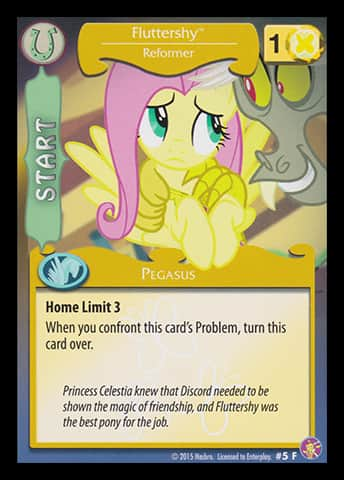 Fluttershy™
Reformer
1
START
PEGASUS
Home Limit 3
When you confront this card's Problem, turn this
card over.
Princess Celestia knew that Discord needed to
be shown the magic of friendship, and Fluttershy was
the best pony for the job.
© 2015 Hasbro. Licensed to Enterplay. #5 F